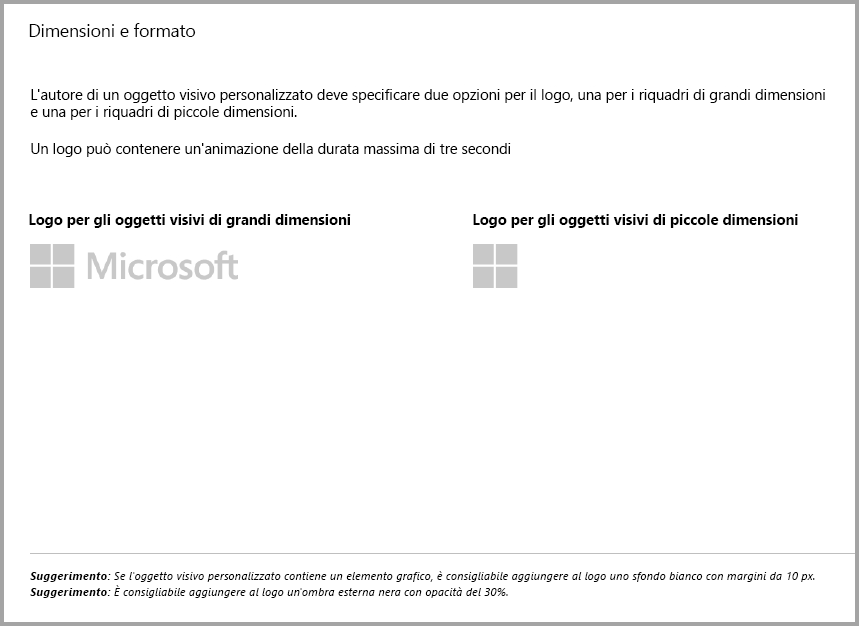 Dimensioni e formato
L'autore di un oggetto visivo personalizzato deve specificare due opzioni per il logo, una per i riquadri di grandi dimensioni
e una per i riquadri di piccole dimensioni.
Un logo può contenere un'animazione della durata massima di tre secondi
Logo per gli oggetti visivi di grandi dimensioni
Logo per gli oggetti visivi di piccole dimensioni
Microsoft
Suggerimento: Se l'oggetto visivo personalizzato contiene un elemento grafico, è consigliabile aggiungere al logo uno sfondo bianco con margini da 10 px.
Suggerimento: È consigliabile aggiungere al logo un'ombra esterna nera con opacità del 30%.